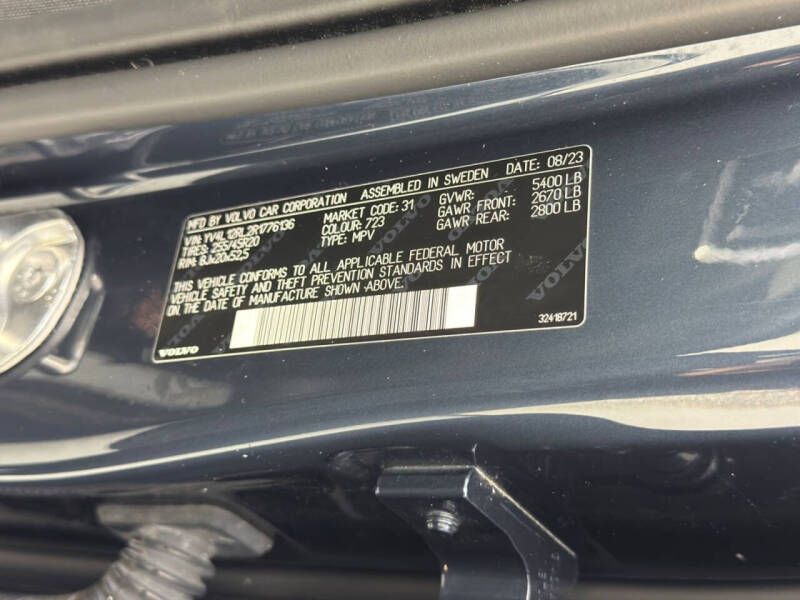 MFD BY VOLVO CAR CORPORATION ASSEMBLED IN SWEDEN DATE: 08/23
VIN: YV4L12RL2R1776136 MARKET CODE: 31 GVWR: 5400 LB
TIRES: 255/45R20 COLOUR: 723 GAWR FRONT: 2670 LB
RIM: 8Jx20x52,5 TYPE: MPV GAWR REAR: 2800 LB
THIS VEHICLE CONFORMS TO ALL APPLICABLE FEDERAL MOTOR
VEHICLE SAFETY AND THEFT PREVENTION STANDARDS IN EFFECT
ON THE DATE OF MANUFACTURE SHOWN -ABOVE.
VOLVO 32418721